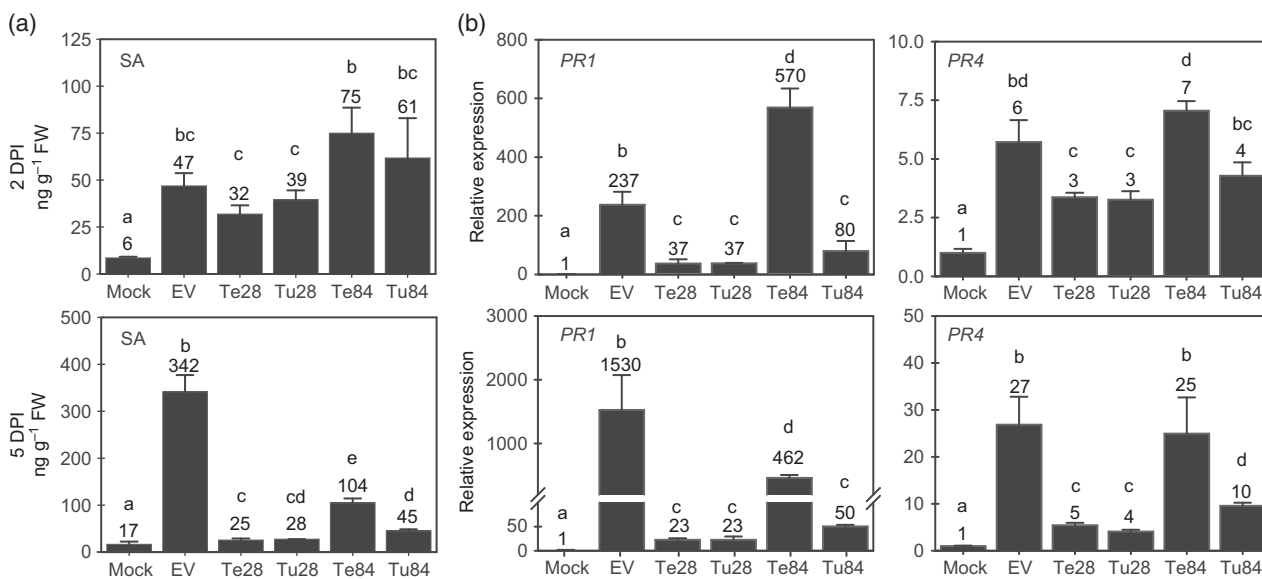 (a)
(b)
125
100
75
50
25
0
2 DPI
ng g⁻¹ FW
SA
a
6
bc
47
c
32
c
39
b
75
bc
61
Mock EV Te28 Tu28 Te84 Tu84
800
600
400
200
0
Relative expression
PR1
a
1
b
237
c
37
c
37
d
570
c
80
Mock EV Te28 Tu28 Te84 Tu84
10.0
7.5
5.0
2.5
0.0
PR4
a
1
bd
6
c
3
c
3
d
7
bc
4
Mock EV Te28 Tu28 Te84 Tu84
500
400
300
200
100
0
5 DPI
ng g⁻¹ FW
SA
a
17
b
342
c
25
cd
28
e
104
d
45
Mock EV Te28 Tu28 Te84 Tu84
3000
2000
1000
50
0
Relative expression
PR1
a
1
b
1530
c
23
c
23
d
462
c
50
Mock EV Te28 Tu28 Te84 Tu84
50
40
30
20
10
0
PR4
a
1
b
27
c
5
c
4
b
25
d
10
Mock EV Te28 Tu28 Te84 Tu84